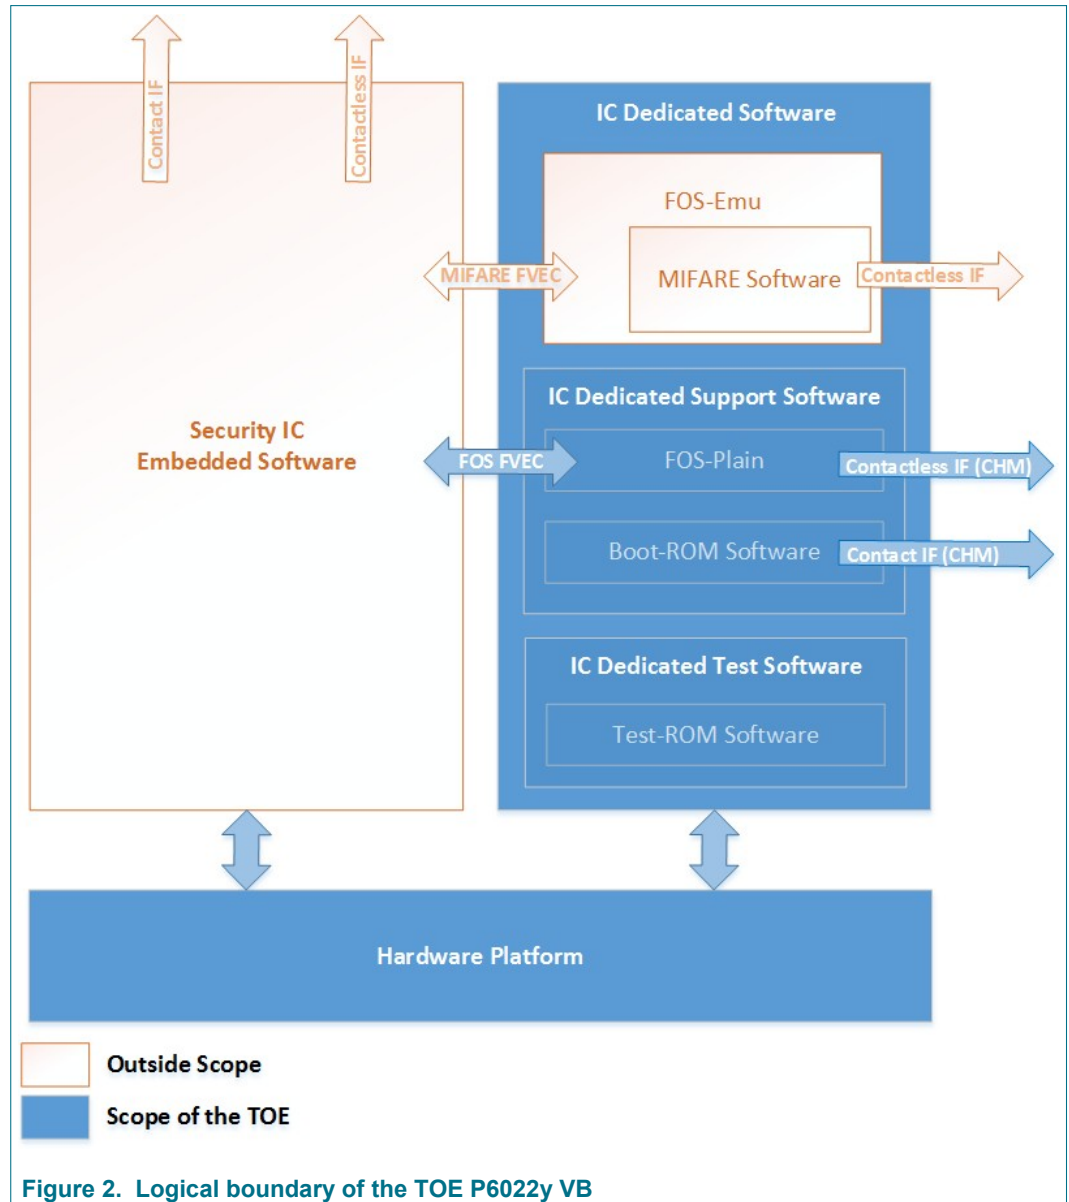 Contact IF
Contactless IF
IC Dedicated Software
FOS-Emu
MIFARE FVEC
MIFARE Software
Contactless IF
IC Dedicated Support Software
Security IC
Embedded Software
FOS FVEC
FOS-Plain
Contactless IF (CHM)
Boot-ROM Software
Contact IF (CHM)
IC Dedicated Test Software
Test-ROM Software
Hardware Platform
Outside Scope
Scope of the TOE
Figure 2. Logical boundary of the TOE P6022y VB